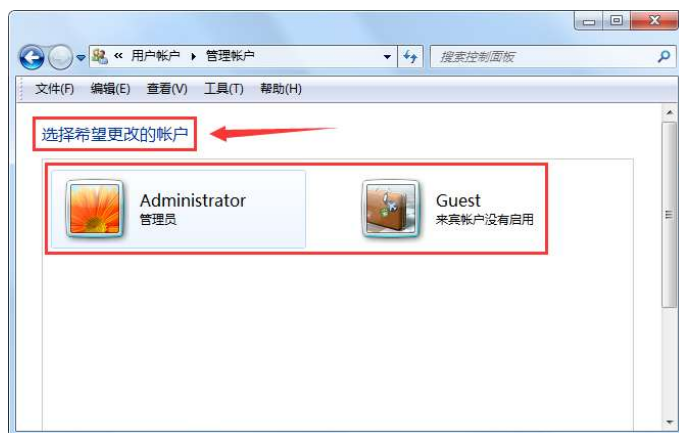 « 用户帐户 ▸ 管理帐户
搜索控制面板
文件(F) 编辑(E) 查看(V) 工具(T) 帮助(H)
选择希望更改的帐户
Administrator
管理员
Guest
来宾帐户没有启用